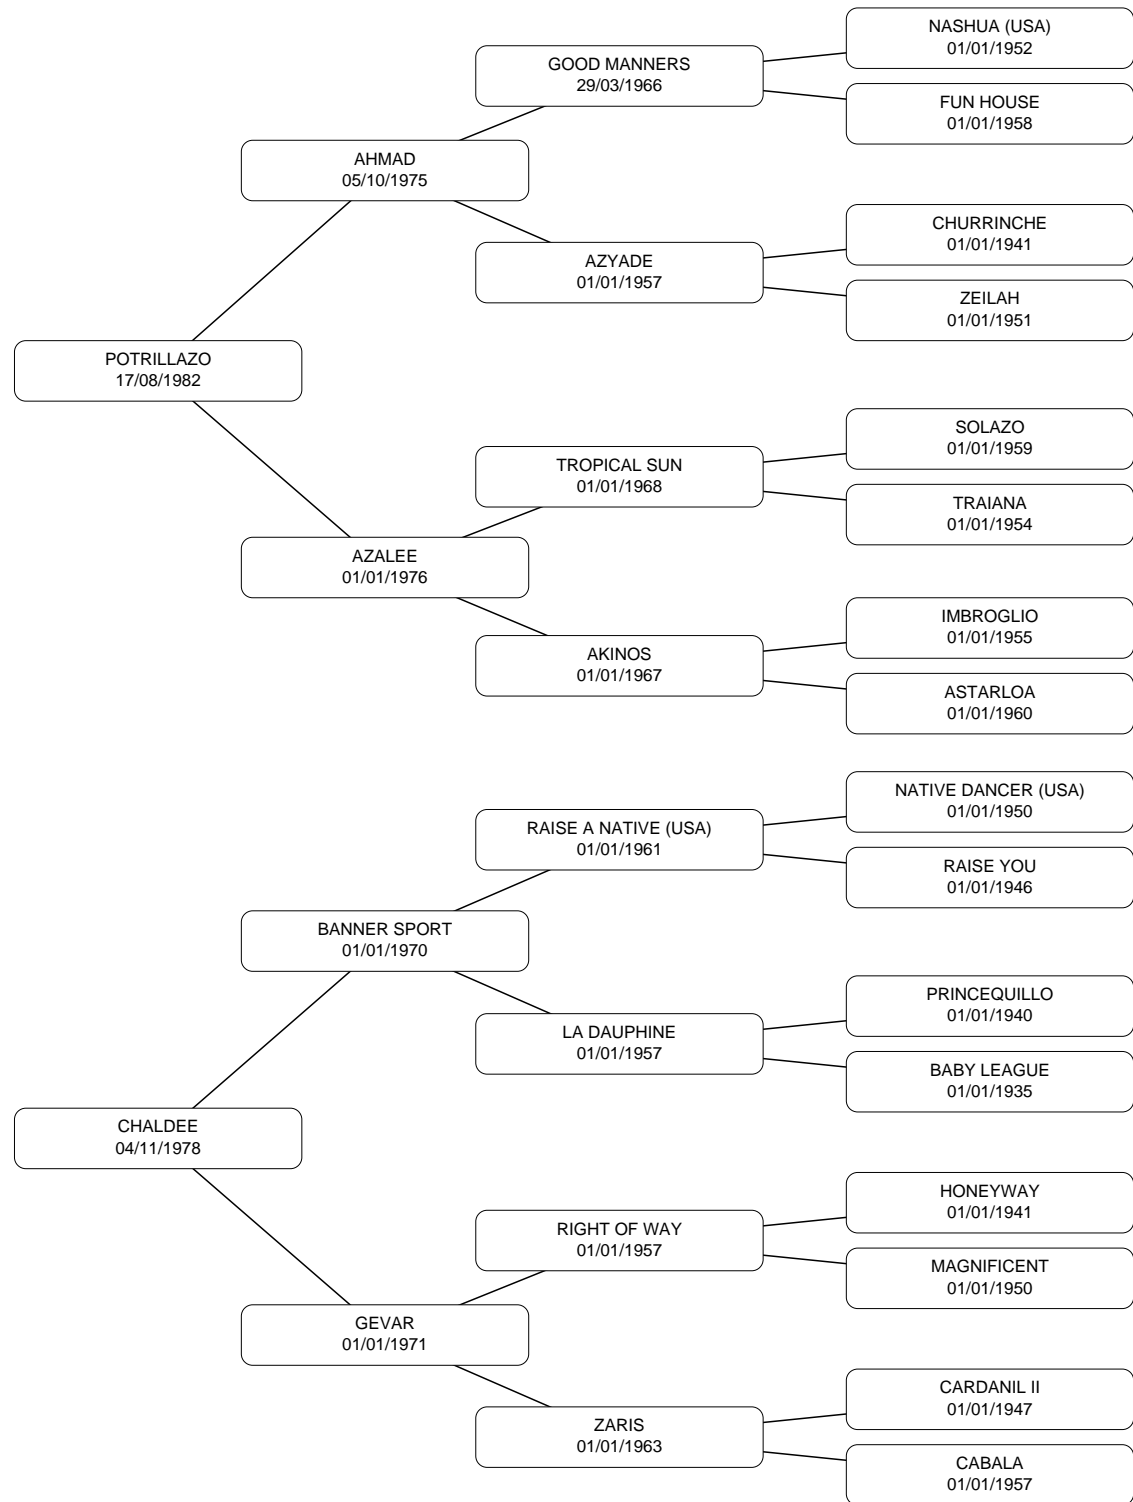 NASHUA (USA)
01/01/1952
GOOD MANNERS
29/03/1966
FUN HOUSE
01/01/1958
AHMAD
05/10/1975
CHURRINCHE
01/01/1941
AZYADE
01/01/1957
ZEILAH
01/01/1951
POTRILLAZO
17/08/1982
SOLAZO
01/01/1959
TROPICAL SUN
01/01/1968
TRAIANA
01/01/1954
AZALEE
01/01/1976
IMBROGLIO
01/01/1955
AKINOS
01/01/1967
ASTARLOA
01/01/1960
NATIVE DANCER (USA)
01/01/1950
RAISE A NATIVE (USA)
01/01/1961
RAISE YOU
01/01/1946
BANNER SPORT
01/01/1970
PRINCEQUILLO
01/01/1940
LA DAUPHINE
01/01/1957
BABY LEAGUE
01/01/1935
CHALDEE
04/11/1978
HONEYWAY
01/01/1941
RIGHT OF WAY
01/01/1957
MAGNIFICENT
01/01/1950
GEVAR
01/01/1971
CARDANIL II
01/01/1947
ZARIS
01/01/1963
CABALA
01/01/1957